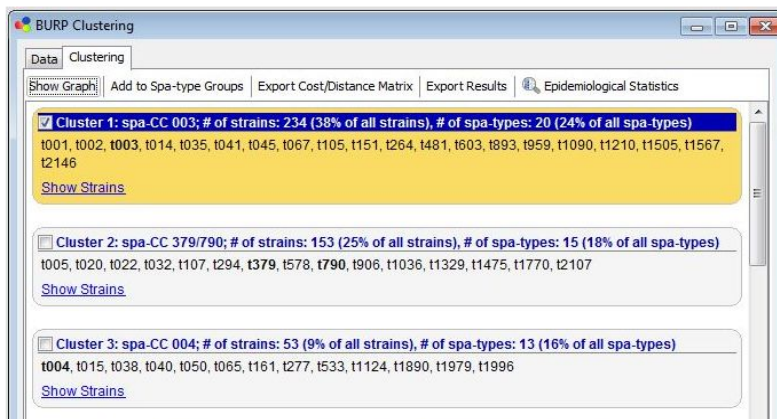 BURP Clustering
Data Clustering
Show Graph Add to Spa-type Groups Export Cost/Distance Matrix Export Results Epidemiological Statistics
Cluster 1: spa-CC 003; # of strains: 234 (38% of all strains), # of spa-types: 20 (24% of all spa-types)
t001, t002, t003, t014, t035, t041, t045, t067, t105, t151, t264, t481, t603, t893, t959, t1090, t1210, t1505, t1567,
t2146
Show Strains
Cluster 2: spa-CC 379/790; # of strains: 153 (25% of all strains), # of spa-types: 15 (18% of all spa-types)
t005, t020, t022, t032, t107, t294, t379, t578, t790, t906, t1036, t1329, t1475, t1770, t2107
Show Strains
Cluster 3: spa-CC 004; # of strains: 53 (9% of all strains), # of spa-types: 13 (16% of all spa-types)
t004, t015, t038, t040, t050, t065, t161, t277, t533, t1124, t1890, t1979, t1996
Show Strains